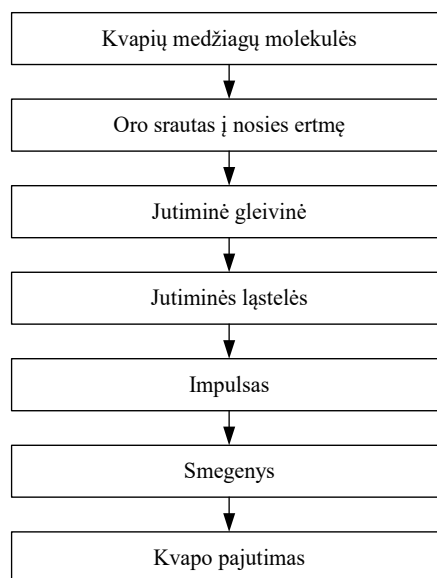 Kvapių medžiagų molekulės
Oro srautas į nosies ertmę
Jutiminė gleivinė
Jutiminės ląstelės
Impulsas
Smegenys
Kvapo pajutimas